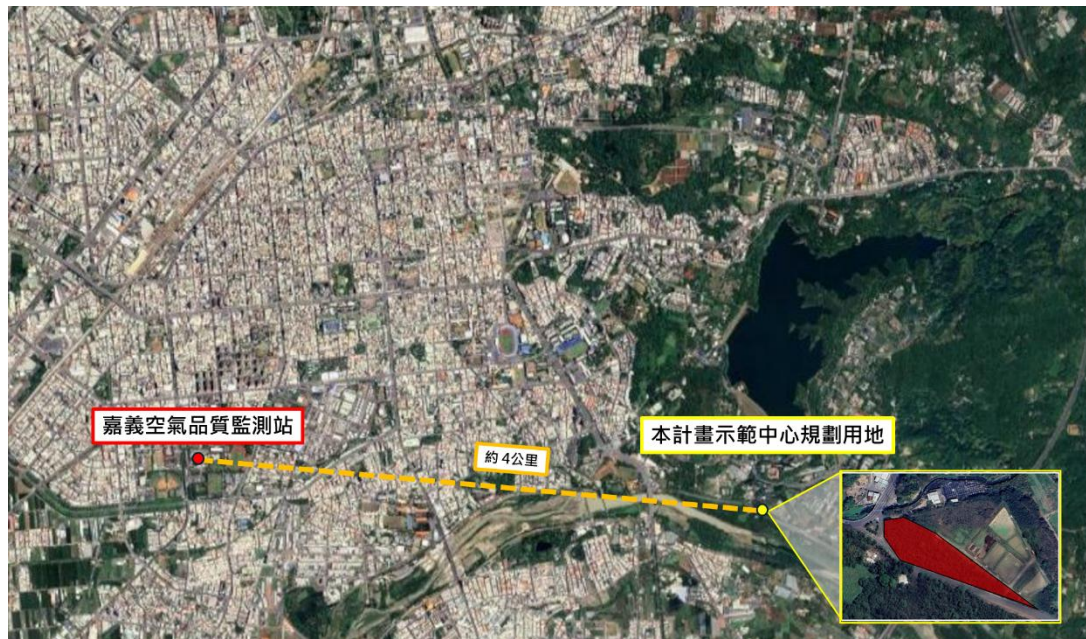 嘉義空氣品質監測站
本計畫示範中心規劃用地
約 4公里